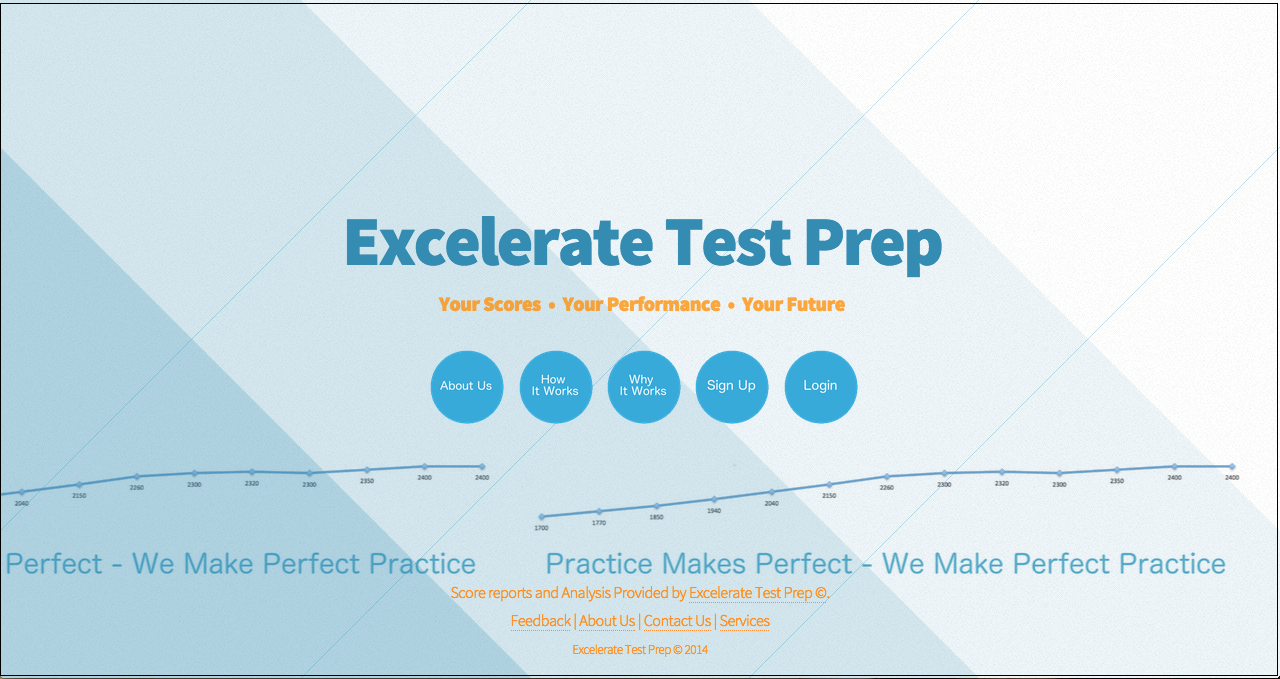 Excelerate Test Prep
Your Scores • Your Performance • Your Future
About Us
How
It Works
Why
It Works
Sign Up
Login
2040 2150 2260 2300 2320 2300 2350 2400 2400
1700 1770 1850 1940 2040 2150 2260 2300 2320 2300 2350 2400 2400
Perfect - We Make Perfect Practice
Practice Makes Perfect - We Make Perfect Practice
Score reports and Analysis Provided by Excelerate Test Prep ©.
Feedback | About Us | Contact Us | Services
Excelerate Test Prep © 2014